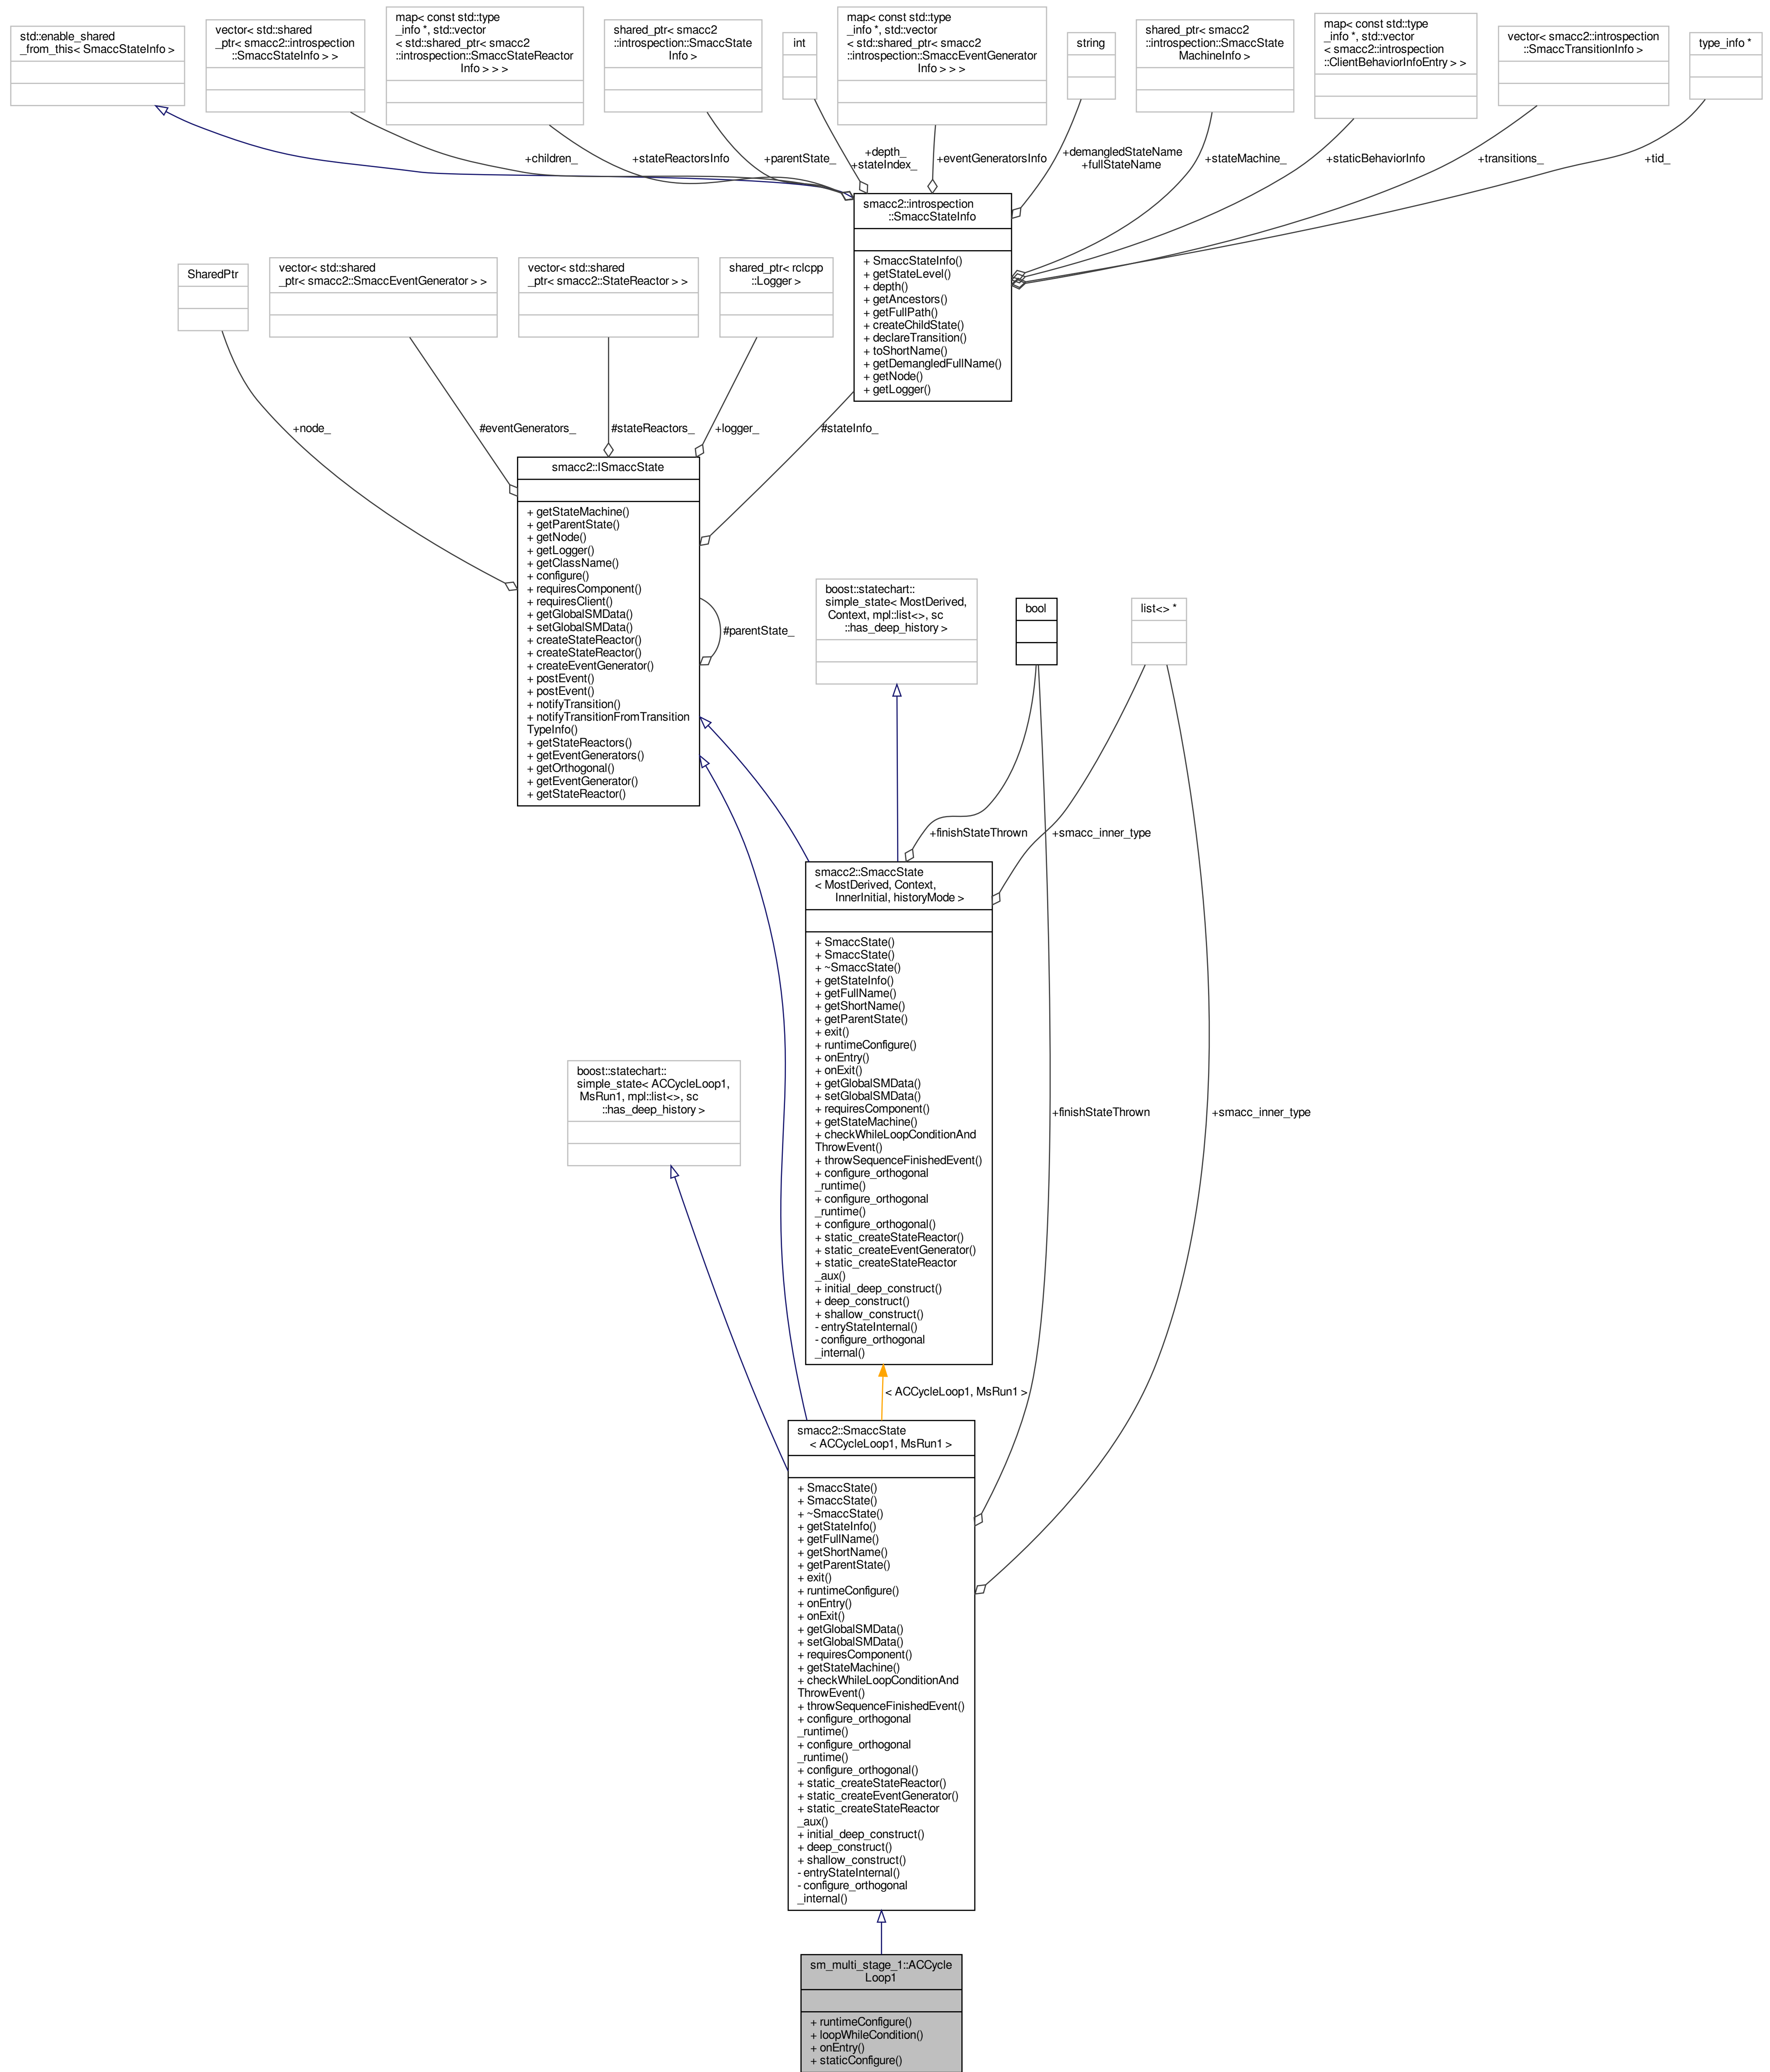 std::enable_shared
_from_this< SmaccStateInfo >
vector< std::shared
_ptr< smacc2::introspection
::SmaccStateInfo > >
map< const std::type
_info *, std::vector
< std::shared_ptr< smacc2
::introspection::SmaccStateReactor
Info > > >
shared_ptr< smacc2
::introspection::SmaccState
Info >
int
map< const std::type
_info *, std::vector
< std::shared_ptr< smacc2
::introspection::SmaccEventGenerator
Info > > >
string
shared_ptr< smacc2
::introspection::SmaccState
MachineInfo >
map< const std::type
_info *, std::vector
< smacc2::introspection
::ClientBehaviorInfoEntry > >
vector< smacc2::introspection
::SmaccTransitionInfo >
type_info *
+children_
+stateReactorsInfo
+parentState_
+depth_
+stateIndex_
+eventGeneratorsInfo
+demangledStateName
+fullStateName
+stateMachine_
+staticBehaviorInfo
+transitions_
+tid_
smacc2::introspection
::SmaccStateInfo
+ SmaccStateInfo()
+ getStateLevel()
+ depth()
+ getAncestors()
+ getFullPath()
+ createChildState()
+ declareTransition()
+ toShortName()
+ getDemangledFullName()
+ getNode()
+ getLogger()
SharedPtr
vector< std::shared
_ptr< smacc2::SmaccEventGenerator > >
vector< std::shared
_ptr< smacc2::StateReactor > >
shared_ptr< rclcpp
::Logger >
+node_
#eventGenerators_
#stateReactors_
+logger_
#stateInfo_
smacc2::ISmaccState
+ getStateMachine()
+ getParentState()
+ getNode()
+ getLogger()
+ getClassName()
+ configure()
+ requiresComponent()
+ requiresClient()
+ getGlobalSMData()
+ setGlobalSMData()
+ createStateReactor()
+ createStateReactor()
+ createEventGenerator()
+ postEvent()
+ postEvent()
+ notifyTransition()
+ notifyTransitionFromTransition
TypeInfo()
+ getStateReactors()
+ getEventGenerators()
+ getOrthogonal()
+ getEventGenerator()
+ getStateReactor()
#parentState_
boost::statechart::
simple_state< MostDerived,
Context, mpl::list<>, sc
::has_deep_history >
bool
list<> *
+finishStateThrown
+smacc_inner_type
smacc2::SmaccState
< MostDerived, Context,
InnerInitial, historyMode >
+ SmaccState()
+ SmaccState()
+ ~SmaccState()
+ getStateInfo()
+ getFullName()
+ getShortName()
+ getParentState()
+ exit()
+ runtimeConfigure()
+ onEntry()
+ onExit()
+ getGlobalSMData()
+ setGlobalSMData()
+ requiresComponent()
+ getStateMachine()
+ checkWhileLoopConditionAnd
ThrowEvent()
+ throwSequenceFinishedEvent()
+ configure_orthogonal
_runtime()
+ configure_orthogonal
_runtime()
+ configure_orthogonal()
+ static_createStateReactor()
+ static_createEventGenerator()
+ static_createStateReactor
_aux()
+ initial_deep_construct()
+ deep_construct()
+ shallow_construct()
- entryStateInternal()
- configure_orthogonal
_internal()
boost::statechart::
simple_state< ACCycleLoop1,
MsRun1, mpl::list<>, sc
::has_deep_history >
+finishStateThrown
+smacc_inner_type
< ACCycleLoop1, MsRun1 >
smacc2::SmaccState
< ACCycleLoop1, MsRun1 >
+ SmaccState()
+ SmaccState()
+ ~SmaccState()
+ getStateInfo()
+ getFullName()
+ getShortName()
+ getParentState()
+ exit()
+ runtimeConfigure()
+ onEntry()
+ onExit()
+ getGlobalSMData()
+ setGlobalSMData()
+ requiresComponent()
+ getStateMachine()
+ checkWhileLoopConditionAnd
ThrowEvent()
+ throwSequenceFinishedEvent()
+ configure_orthogonal
_runtime()
+ configure_orthogonal
_runtime()
+ configure_orthogonal()
+ static_createStateReactor()
+ static_createEventGenerator()
+ static_createStateReactor
_aux()
+ initial_deep_construct()
+ deep_construct()
+ shallow_construct()
- entryStateInternal()
- configure_orthogonal
_internal()
sm_multi_stage_1::ACCycle
Loop1
+ runtimeConfigure()
+ loopWhileCondition()
+ onEntry()
+ staticConfigure()